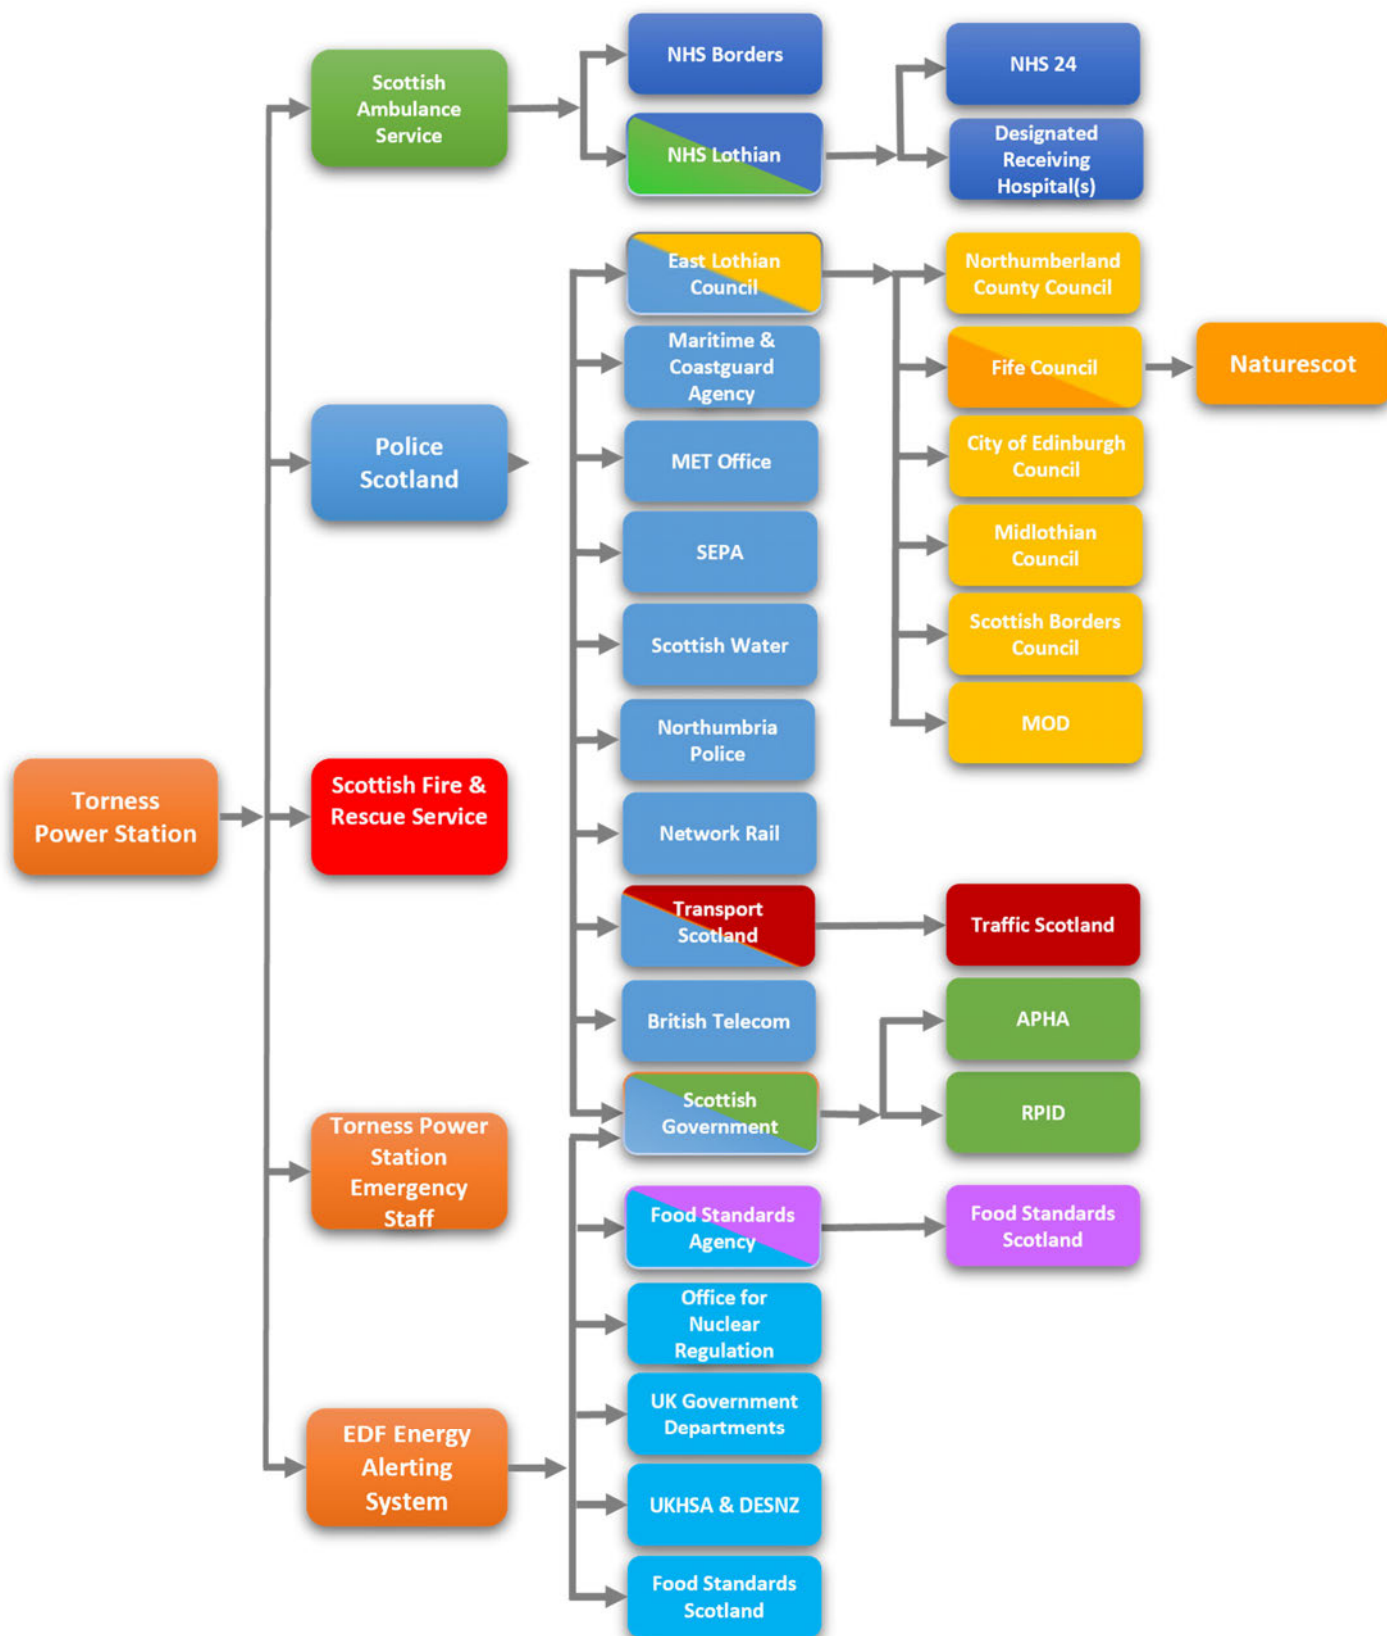 Scottish
Ambulance
Service
NHS Borders
NHS Lothian
NHS 24
Designated
Receiving
Hospital(s)
Police
Scotland
East Lothian
Council
Maritime &
Coastguard
Agency
MET Office
SEPA
Scottish Water
Northumbria
Police
Network Rail
Transport
Scotland
British Telecom
Scottish
Government
Northumberland
County Council
Fife Council
Naturescot
City of Edinburgh
Council
Midlothian
Council
Scottish Borders
Council
MOD
Traffic Scotland
APHA
RPID
Torness
Power Station
Scottish Fire &
Rescue Service
Torness Power
Station
Emergency
Staff
EDF Energy
Alerting
System
Food Standards
Agency
Food Standards
Scotland
Office for
Nuclear
Regulation
UK Government
Departments
UKHSA & DESNZ
Food Standards
Scotland